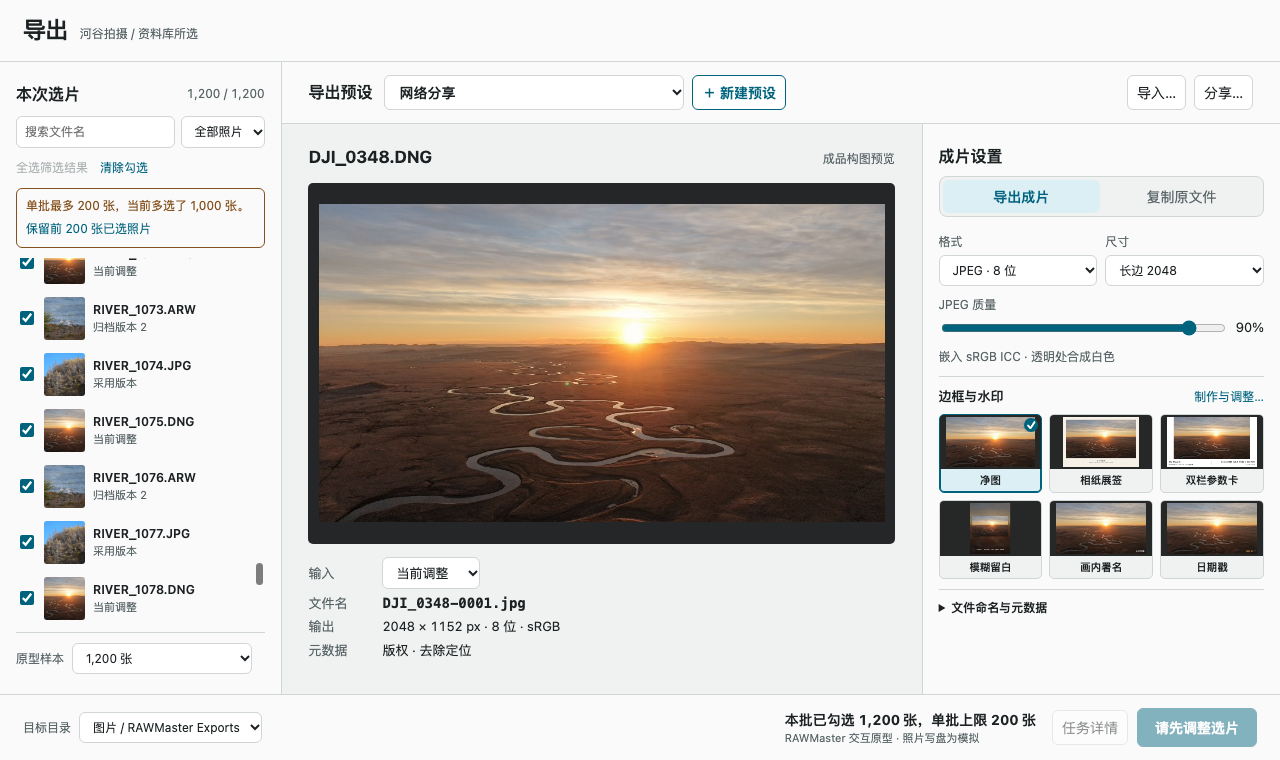 导出
河谷拍摄 / 资料库所选
本次选片
1,200 / 1,200
搜索文件名
全部照片
全选筛选结果
清除勾选
单批最多 200 张，当前多选了 1,000 张。
保留前 200 张已选照片
当前调整
RIVER_1073.ARW
归档版本 2
RIVER_1074.JPG
采用版本
RIVER_1075.DNG
当前调整
RIVER_1076.ARW
归档版本 2
RIVER_1077.JPG
采用版本
RIVER_1078.DNG
当前调整
原型样本
1,200 张
导出预设
网络分享
＋ 新建预设
导入…
分享…
DJI_0348.DNG
成品构图预览
输入
当前调整
文件名
DJI_0348-0001.jpg
输出
2048 × 1152 px · 8 位 · sRGB
元数据
版权 · 去除定位
成片设置
导出成片
复制原文件
格式
尺寸
JPEG · 8 位
长边 2048
JPEG 质量
90%
嵌入 sRGB ICC · 透明处合成白色
边框与水印
制作与调整…
净图
相纸展签
双栏参数卡
模糊留白
画内署名
日期戳
文件命名与元数据
目标目录
图片 / RAWMaster Exports
本批已勾选 1,200 张，单批上限 200 张
RAWMaster 交互原型 · 照片写盘为模拟
任务详情
请先调整选片